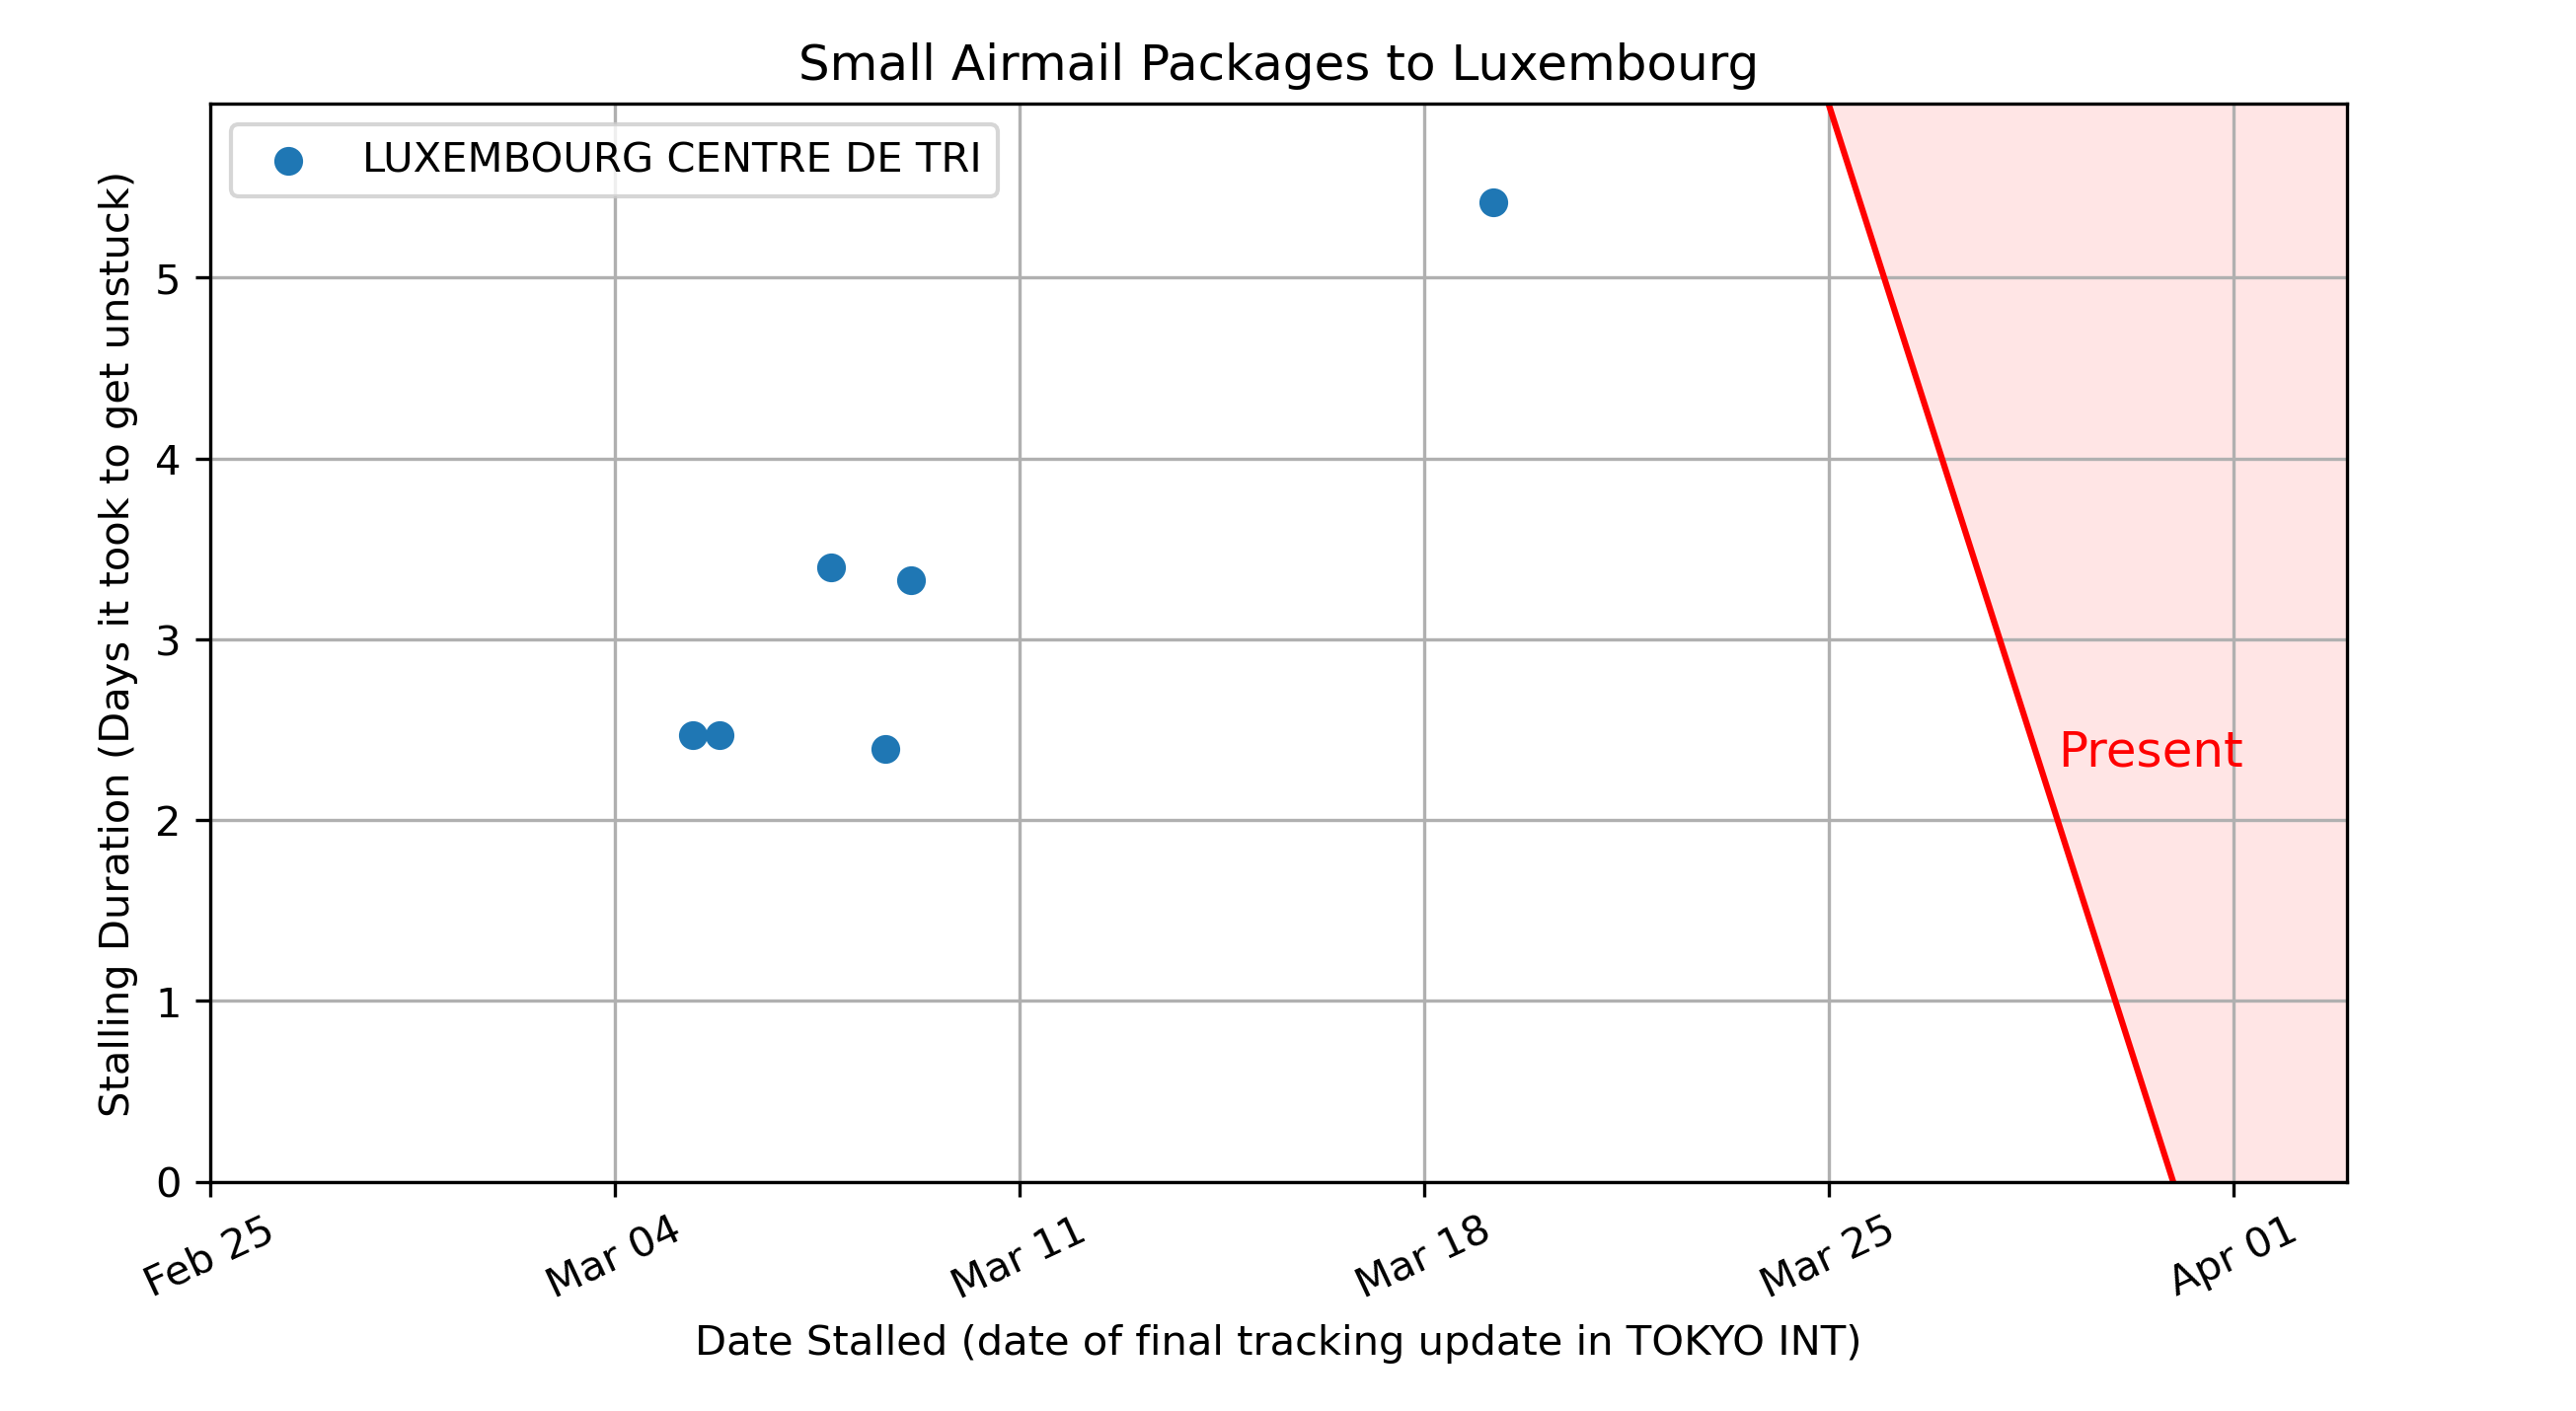 Small Airmail Packages to Luxembourg
LUXEMBOURG CENTRE DE TRI
Stalling Duration (Days it took to get unstuck)
5
4
3
2
1
0
Present
Feb 25
Mar 04
Mar 11
Mar 18
Mar 25
Apr 01
Date Stalled (date of final tracking update in TOKYO INT)